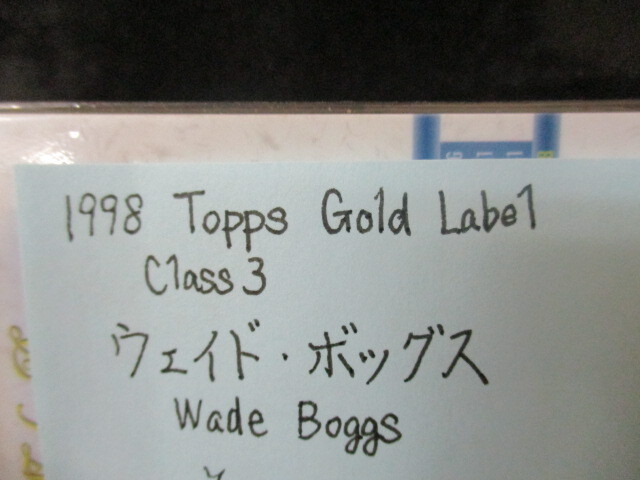 1998 Topps Gold Label
Class 3
ウェイド・ボッグス
Wade Boggs